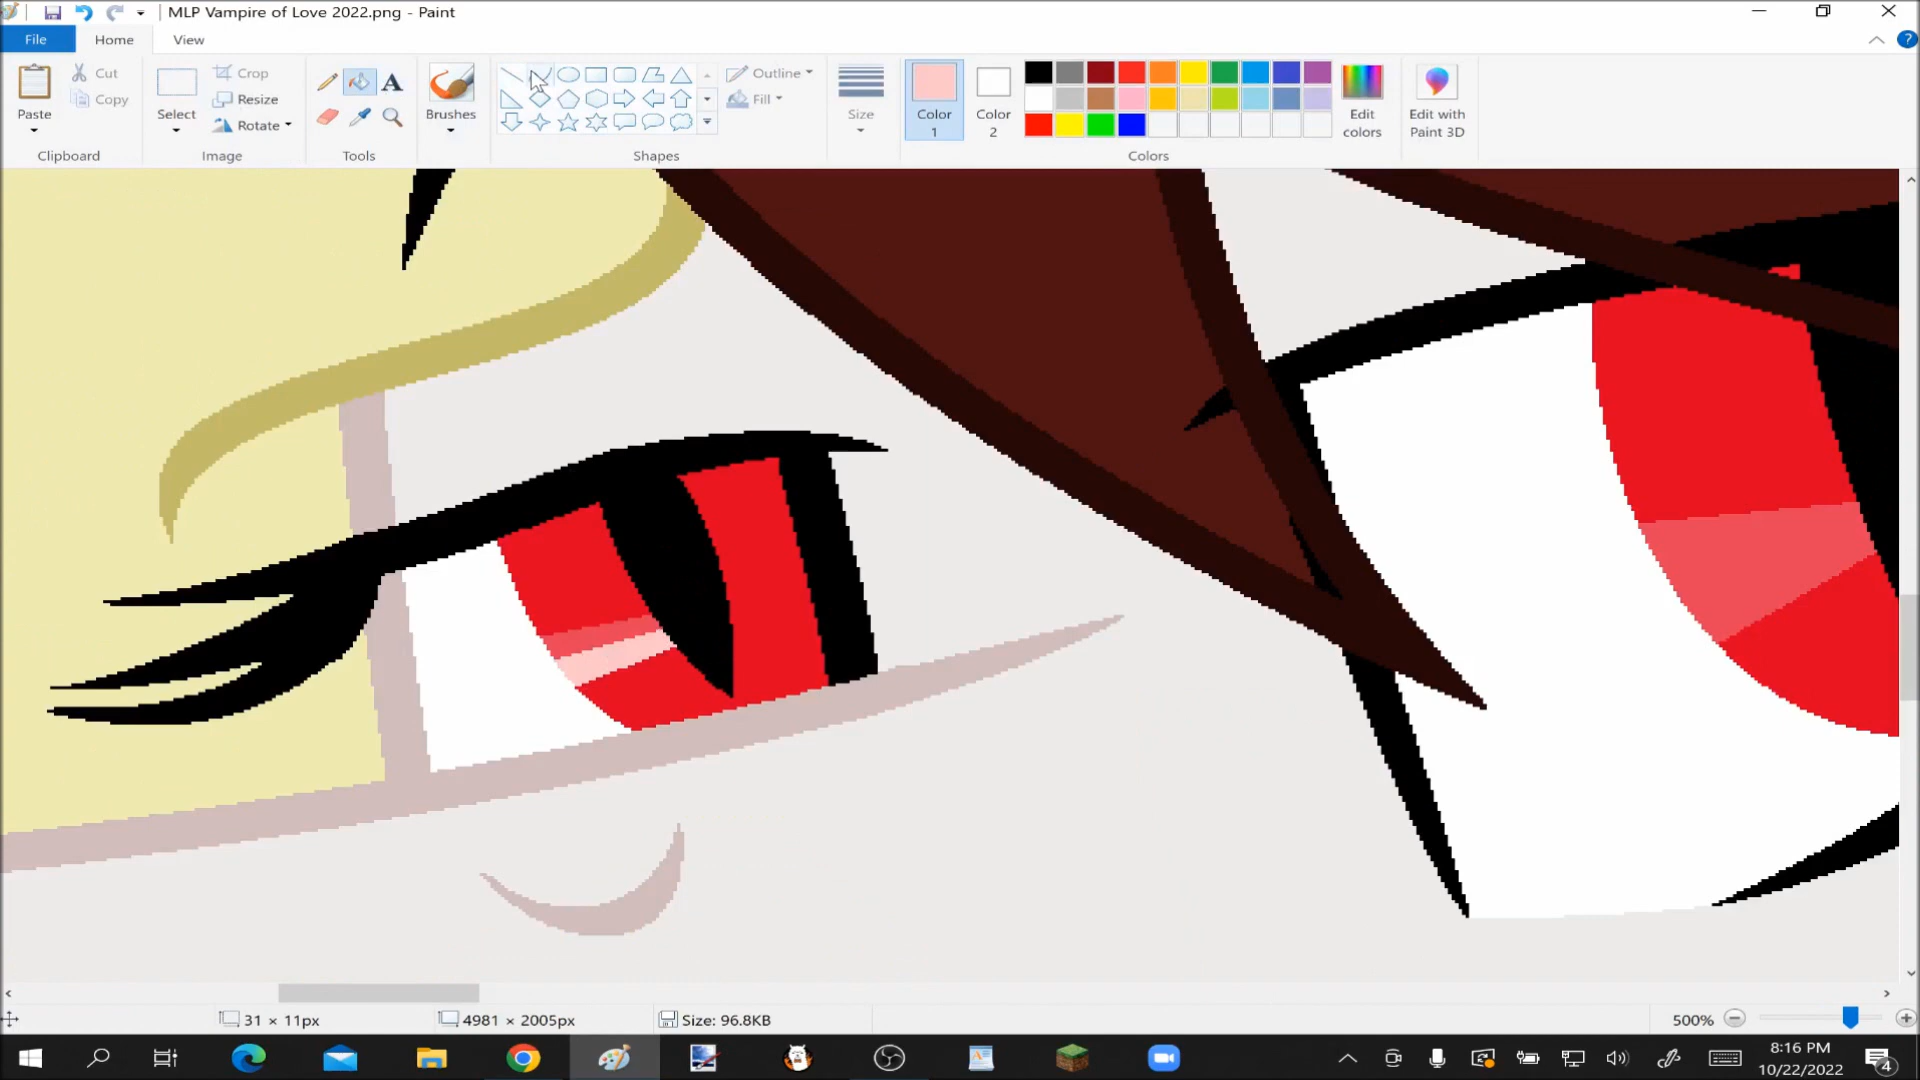 MLP Vampire of Love 2022.png - Paint
File Home View
Paste
Cut
Copy
Clipboard
Select
Crop
Resize
Rotate
Image
A
Tools
Brushes
Shapes
Outline
Fill
Size
Color 1
Color 2
Colors
Edit colors
Edit with Paint 3D
?
31 × 11px
4981 × 2005px
Size: 96.8KB
500%
8:16 PM
10/22/2022
4